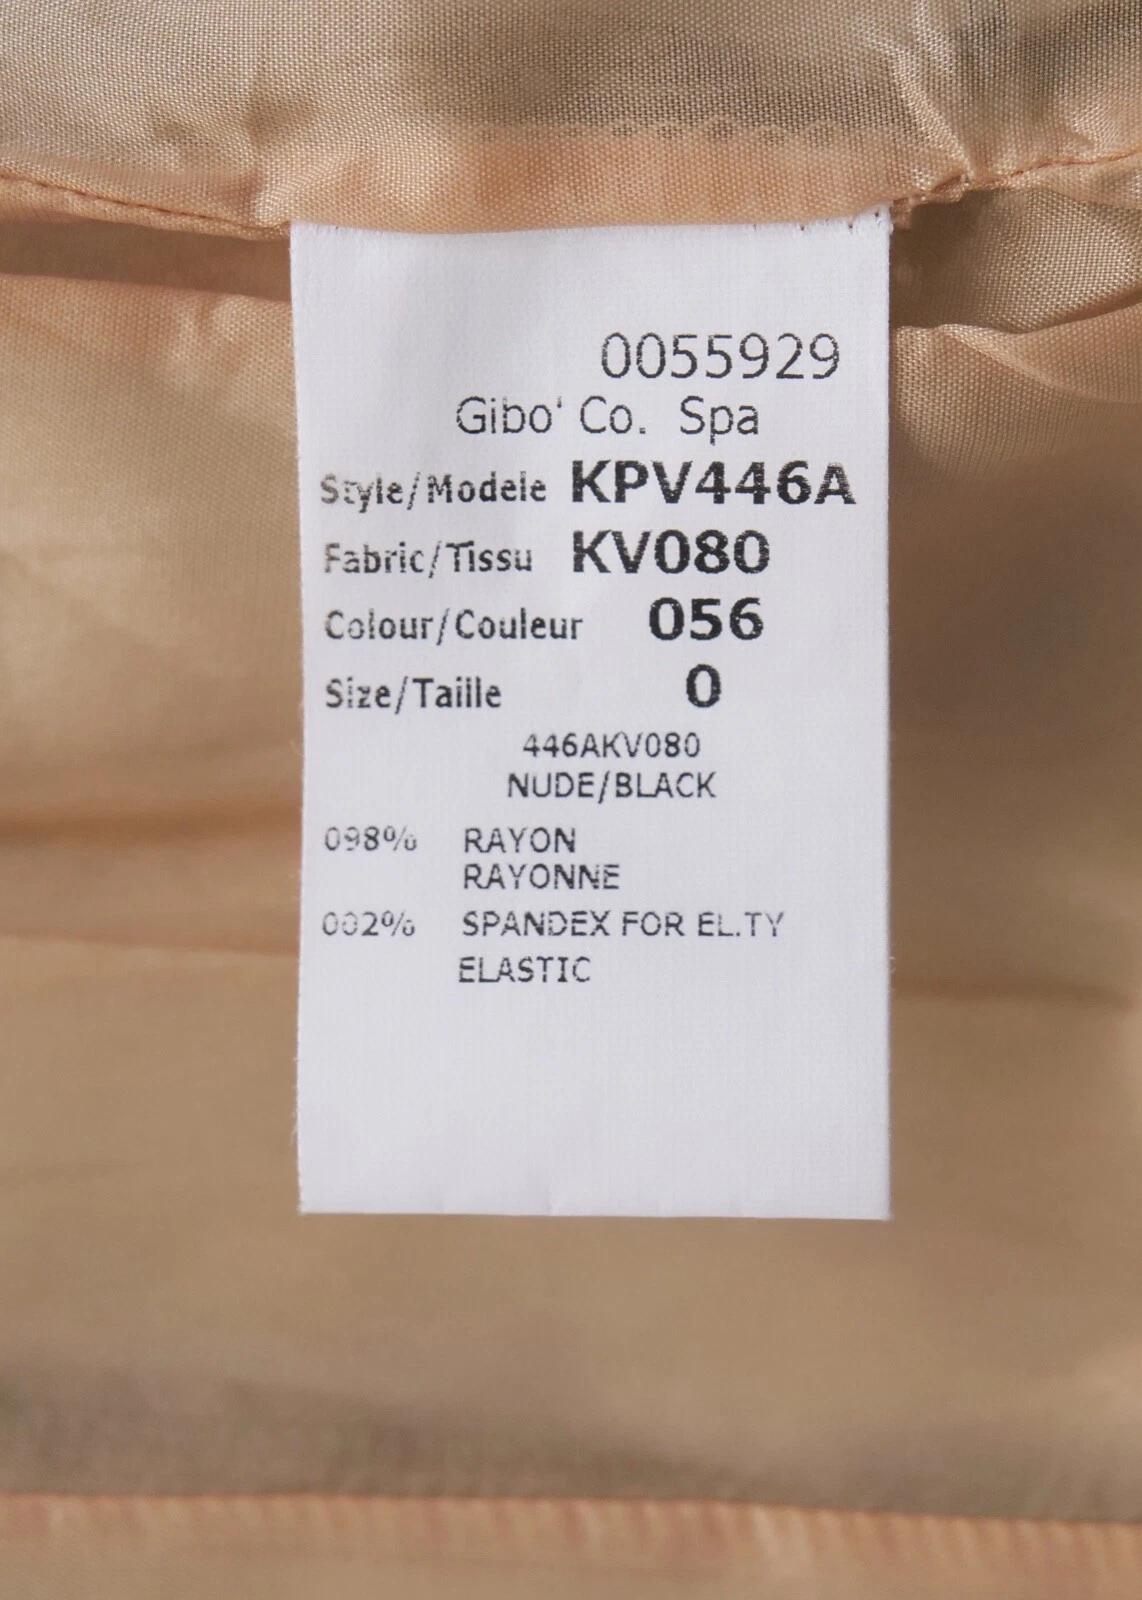 0055929
Gibo' Co. Spa
Style/Modele KPV446A
Fabric/Tissu KV080
Colour/Couleur 056
Size/Taille 0
446AKV080
NUDE/BLACK
098% RAYON
RAYONNE
002% SPANDEX FOR EL.TY
ELASTIC